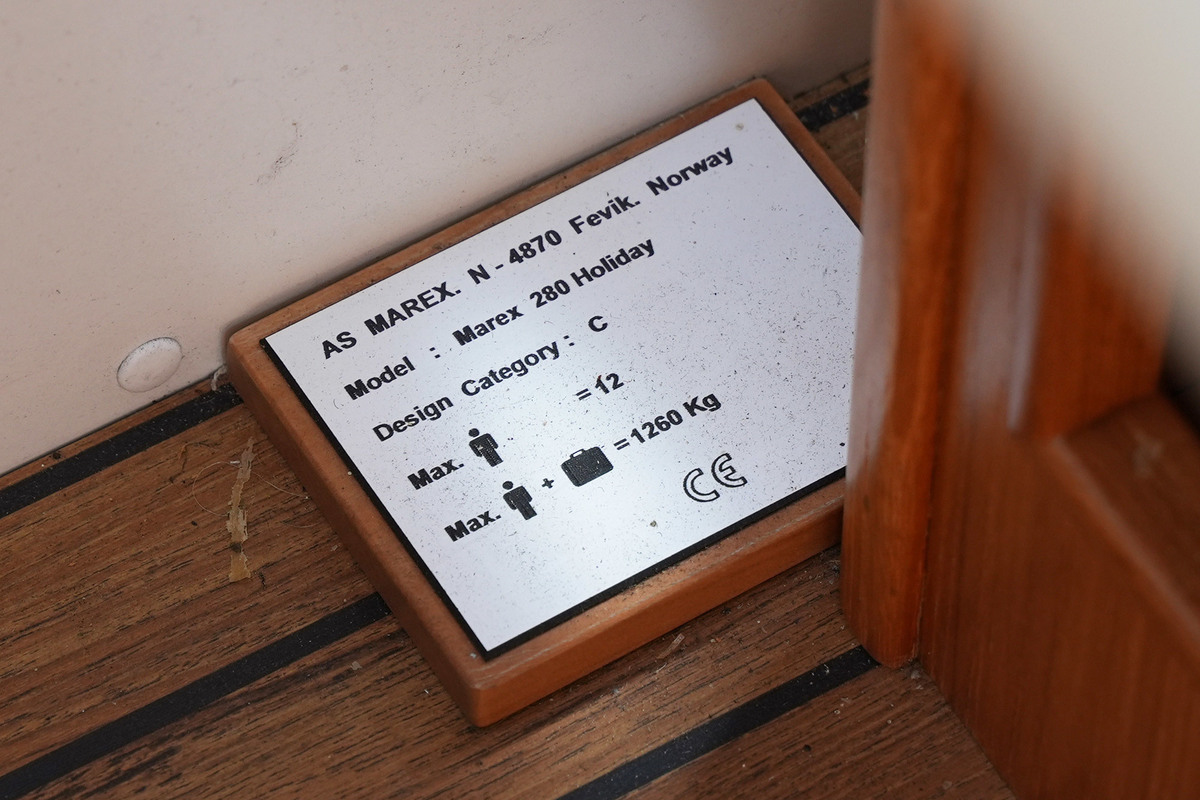 AS MAREX. N - 4870 Fevik. Norway
Model : Marex 280 Holiday
Design Category : C
Max. = 12
Max. + = 1260 Kg
CE